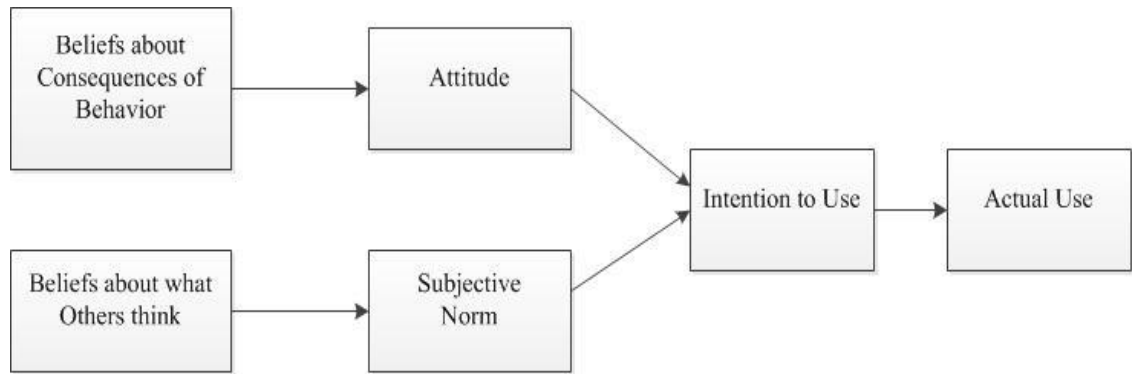 Beliefs about
Consequences of
Behavior
Attitude
Beliefs about what
Others think
Subjective
Norm
Intention to Use
Actual Use